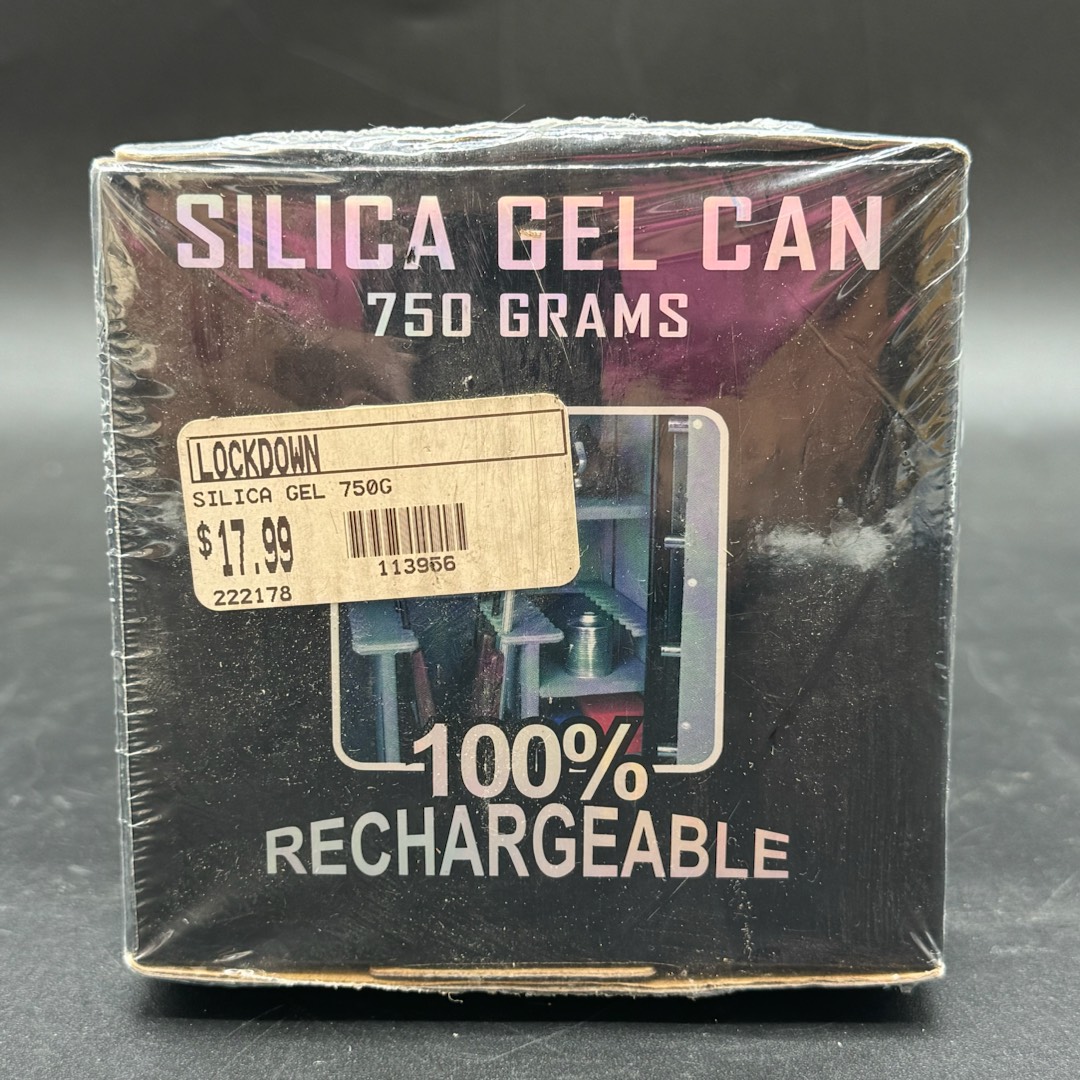 SILICA GEL CAN
750 GRAMS
LOCKDOWN
SILICA GEL 750G
$17.99
113956
222178
100%
RECHARGEABLE